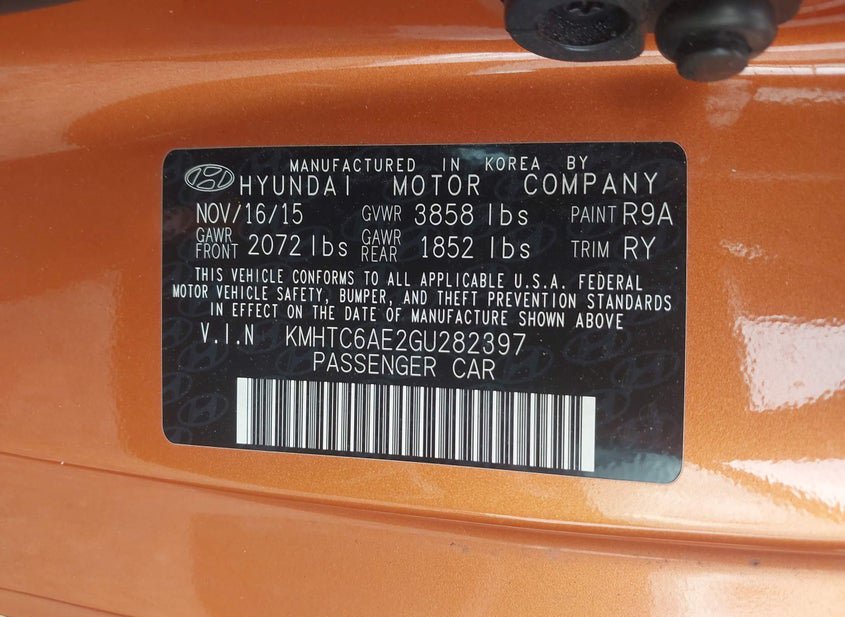 MANUFACTURED IN KOREA BY
HYUNDAI MOTOR COMPANY
NOV/16/15 GVWR 3858 lbs PAINT R9A
GAWR FRONT 2072 lbs GAWR REAR 1852 lbs TRIM RY
THIS VEHICLE CONFORMS TO ALL APPLICABLE U.S.A. FEDERAL
MOTOR VEHICLE SAFETY, BUMPER, AND THEFT PREVENTION STANDARDS
IN EFFECT ON THE DATE OF MANUFACTURE SHOWN ABOVE
V.I.N KMHTC6AE2GU282397
PASSENGER CAR